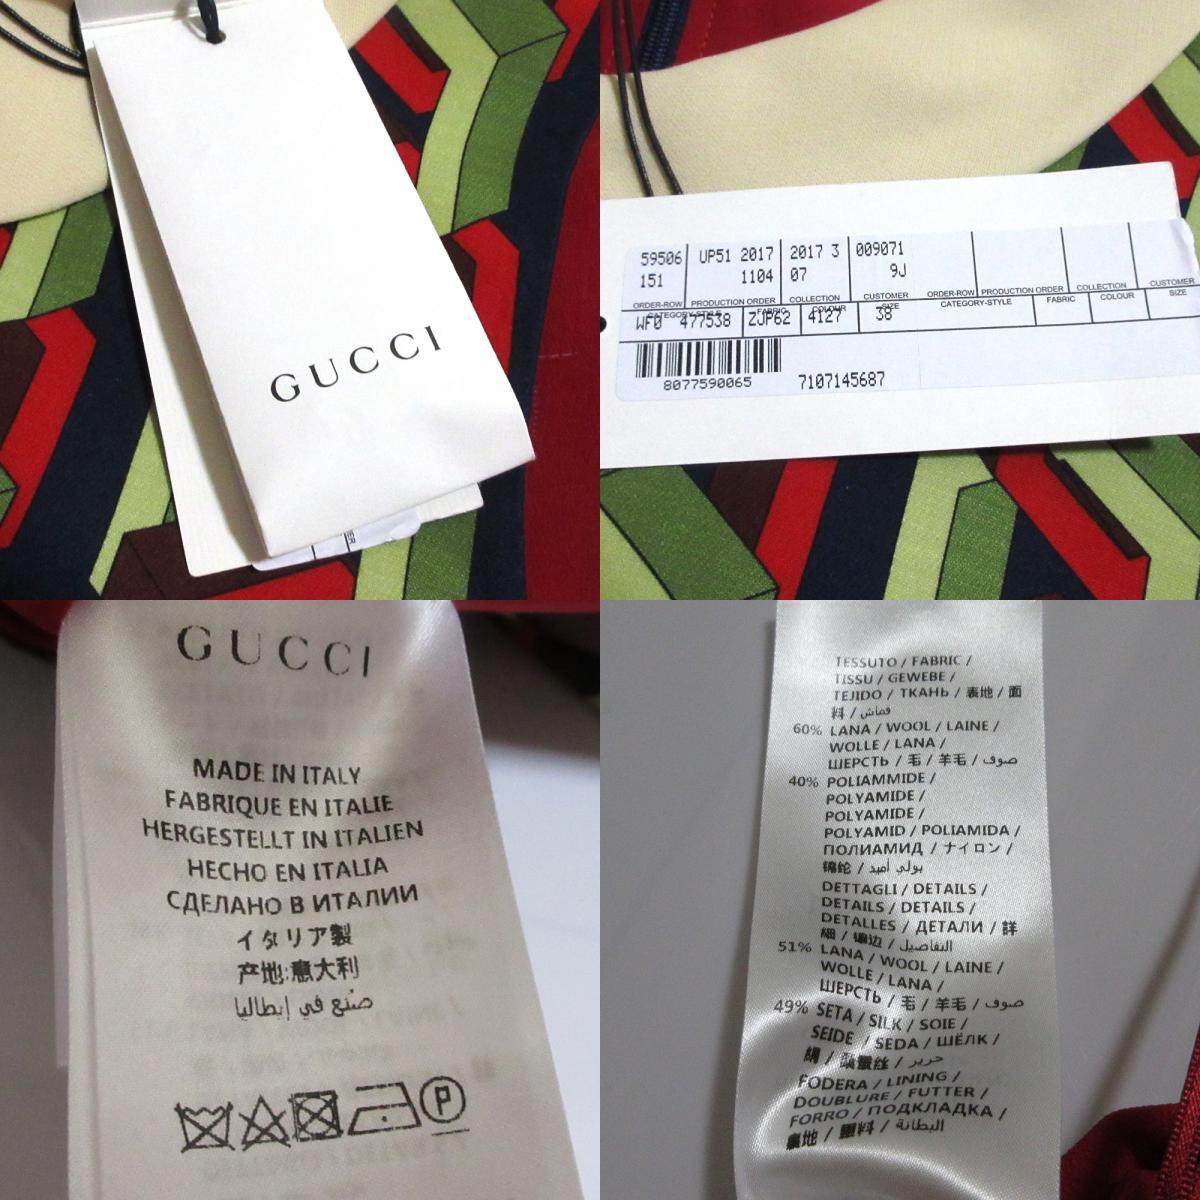 GUCCI
59506 UP51 2017 2017 3 009071
151 1104 07 9J
ORDER-ROW PRODUCTION ORDER COLLECTION CUSTOMER ORDER-ROW PRODUCTION ORDER COLLECTION CUSTOMER
CATEGORY-STYLE FABRIC COLOUR SIZE CATEGORY-STYLE FABRIC COLOUR SIZE
WF0 477538 ZJP62 4127 38
8077590065 7107145687
GUCCI
MADE IN ITALY
FABRIQUE EN ITALIE
HERGESTELLT IN ITALIEN
HECHO EN ITALIA
СДЕЛАНО В ИТАЛИИ
イタリア製
产地:意大利
صنع في إيطاليا
P
TESSUTO / FABRIC /
TISSU / GEWEBE /
TEJIDO / ТКАНЬ / 表地 / 面
料 / قماش
60% LANA / WOOL / LAINE /
WOLLE / LANA /
ШЕРСТЬ / 毛 / 羊毛 / صوف
40% POLIAMMIDE /
POLYAMIDE /
POLYAMIDE /
POLYAMID / POLIAMIDA /
ПОЛИАМИД / ナイロン /
锦纶 / بولي أميد
DETTAGLI / DETAILS /
DETAILS / DETAILS /
DETALLES / ДЕТАЛИ / 詳
細 / 镶边 / التفاصيل
51% LANA / WOOL / LAINE /
WOLLE / LANA /
ШЕРСТЬ / 毛 / 羊毛 / صوف
49% SETA / SILK / SOIE /
SEIDE / SEDA / ШЁЛК /
絹 / 桑蚕丝 / حرير
FODERA / LINING /
DOUBLURE / FUTTER /
FORRO / ПОДКЛАДКА /
裏地 / 里料 / البطانة